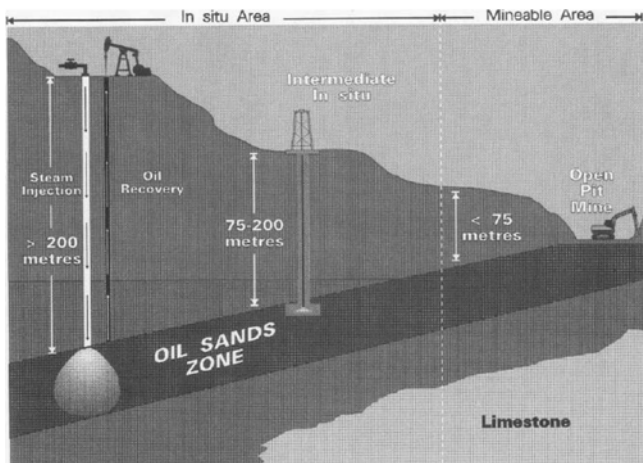 In situ Area
Mineable Area
Intermediate
In situ
Steam
Injection
Oil
Recovery
Open
Pit
Mine
> 200
metres
75-200
metres
< 75
metres
OIL SANDS
ZONE
Limestone